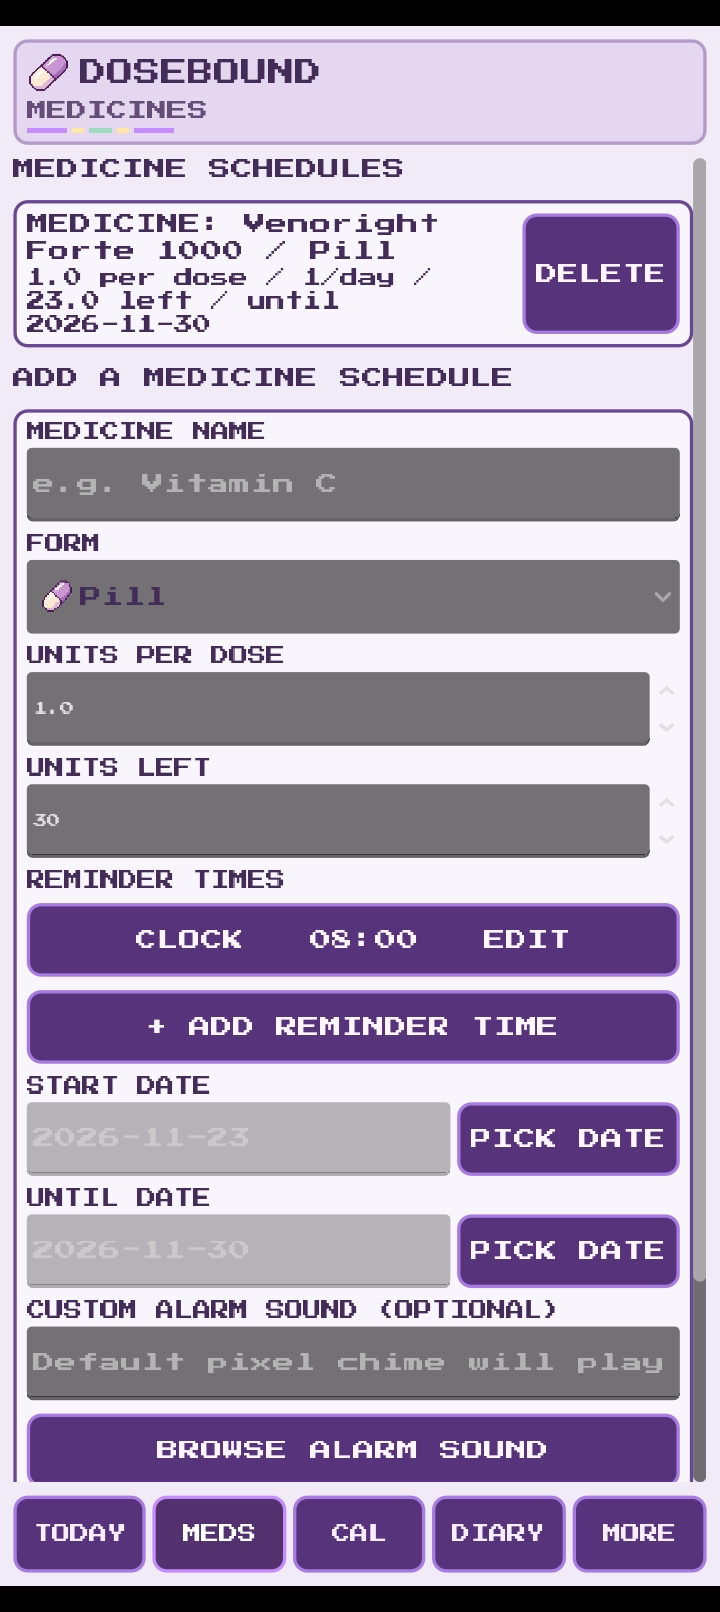 DOSEBOUND
MEDICINES
MEDICINE SCHEDULES
MEDICINE: Venoright
Forte 1000 / Pill
1.0 per dose / 1/day /
23.0 left / until
2026-11-30
DELETE
ADD A MEDICINE SCHEDULE
MEDICINE NAME
e.g. Vitamin C
FORM
Pill
UNITS PER DOSE
1.0
UNITS LEFT
30
REMINDER TIMES
CLOCK 08:00 EDIT
+ ADD REMINDER TIME
START DATE
2026-11-23 PICK DATE
UNTIL DATE
2026-11-30 PICK DATE
CUSTOM ALARM SOUND (OPTIONAL)
Default pixel chime will play
BROWSE ALARM SOUND
TODAY MEDS CAL DIARY MORE